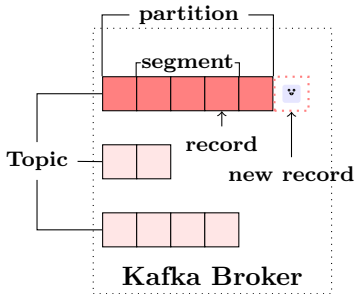 partition
segment
record
Topic
new record
Kafka Broker